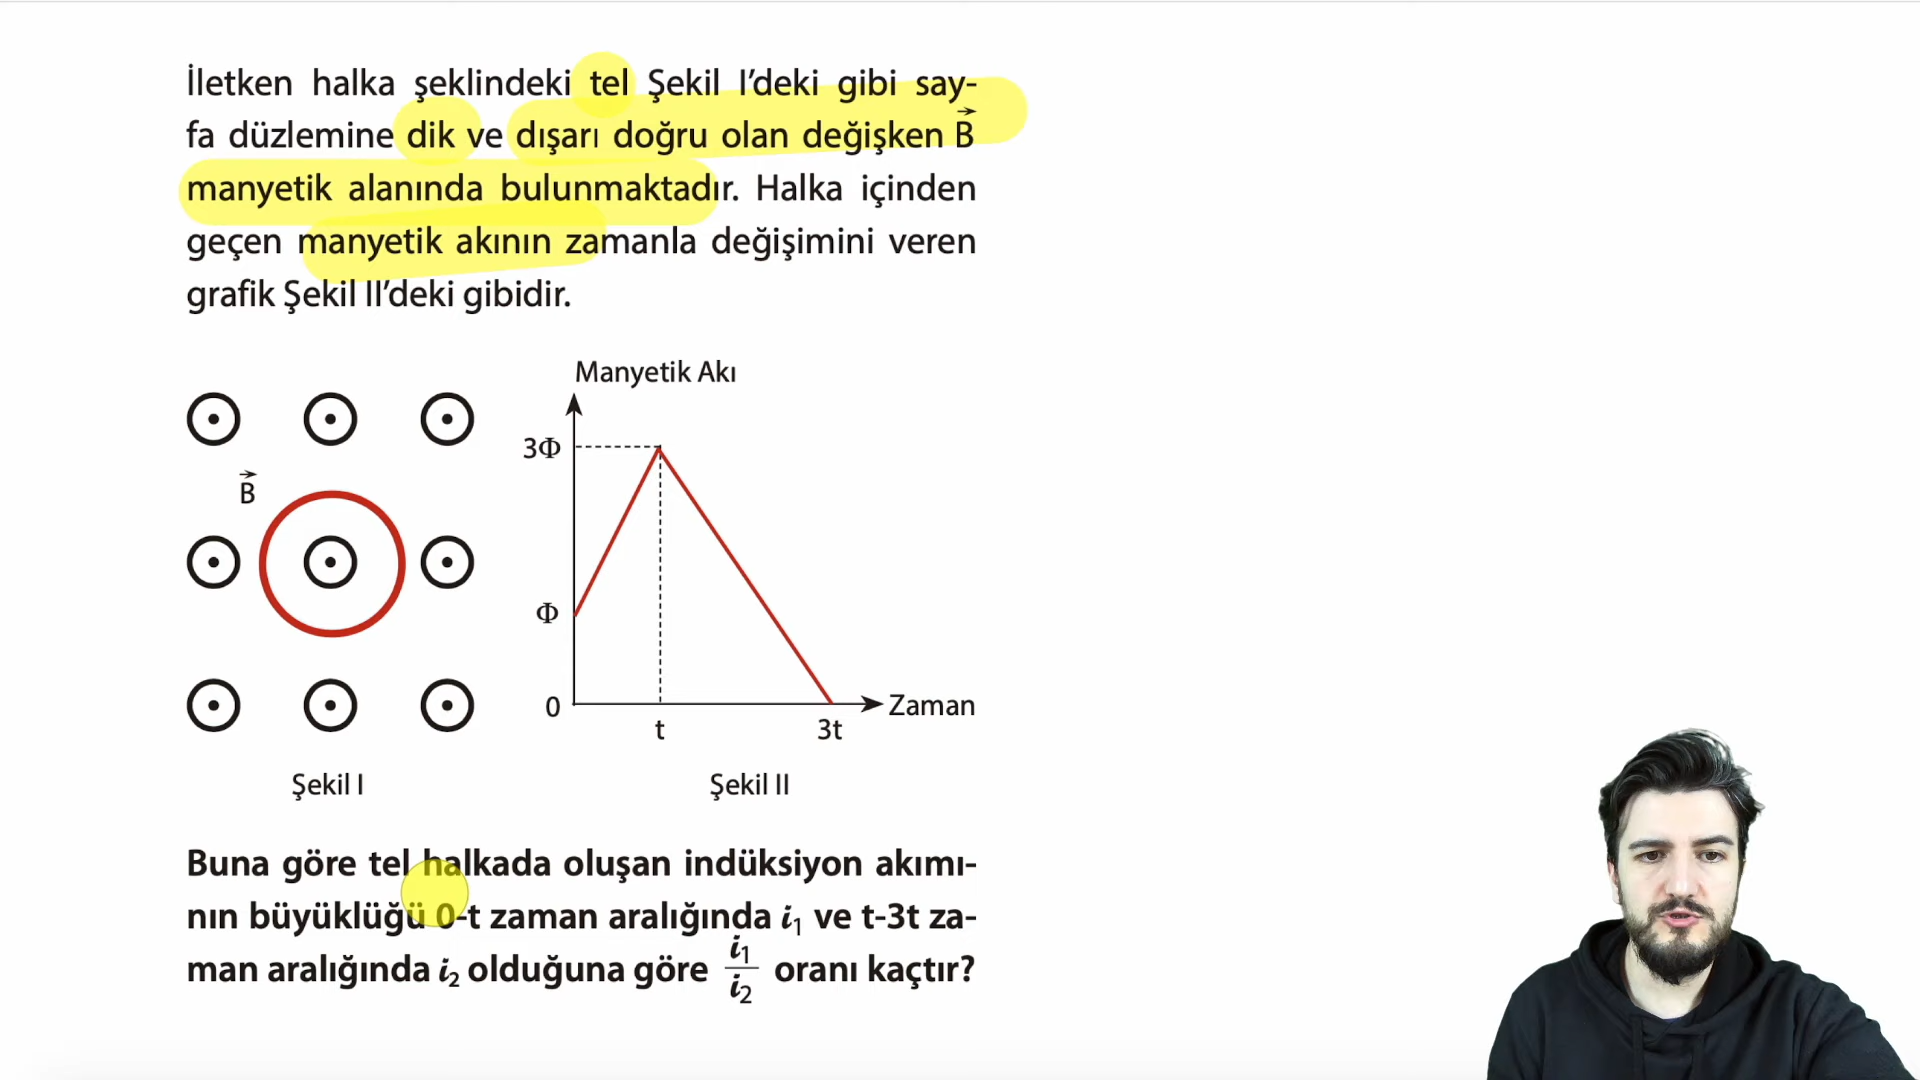 İletken halka şeklindeki tel Şekil I’deki gibi say-
fa düzlemine dik ve dışarı doğru olan değişken B
manyetik alanında bulunmaktadır. Halka içinden
geçen manyetik akının zamanla değişimini veren
grafik Şekil II’deki gibidir.
Manyetik Akı
3Φ
B
Φ
0
t
3t
Zaman
Şekil I
Şekil II
Buna göre tel halkada oluşan indüksiyon akımı-
nın büyüklüğü 0-t zaman aralığında i₁ ve t-3t za-
man aralığında i₂ olduğuna göre i₁/i₂ oranı kaçtır?